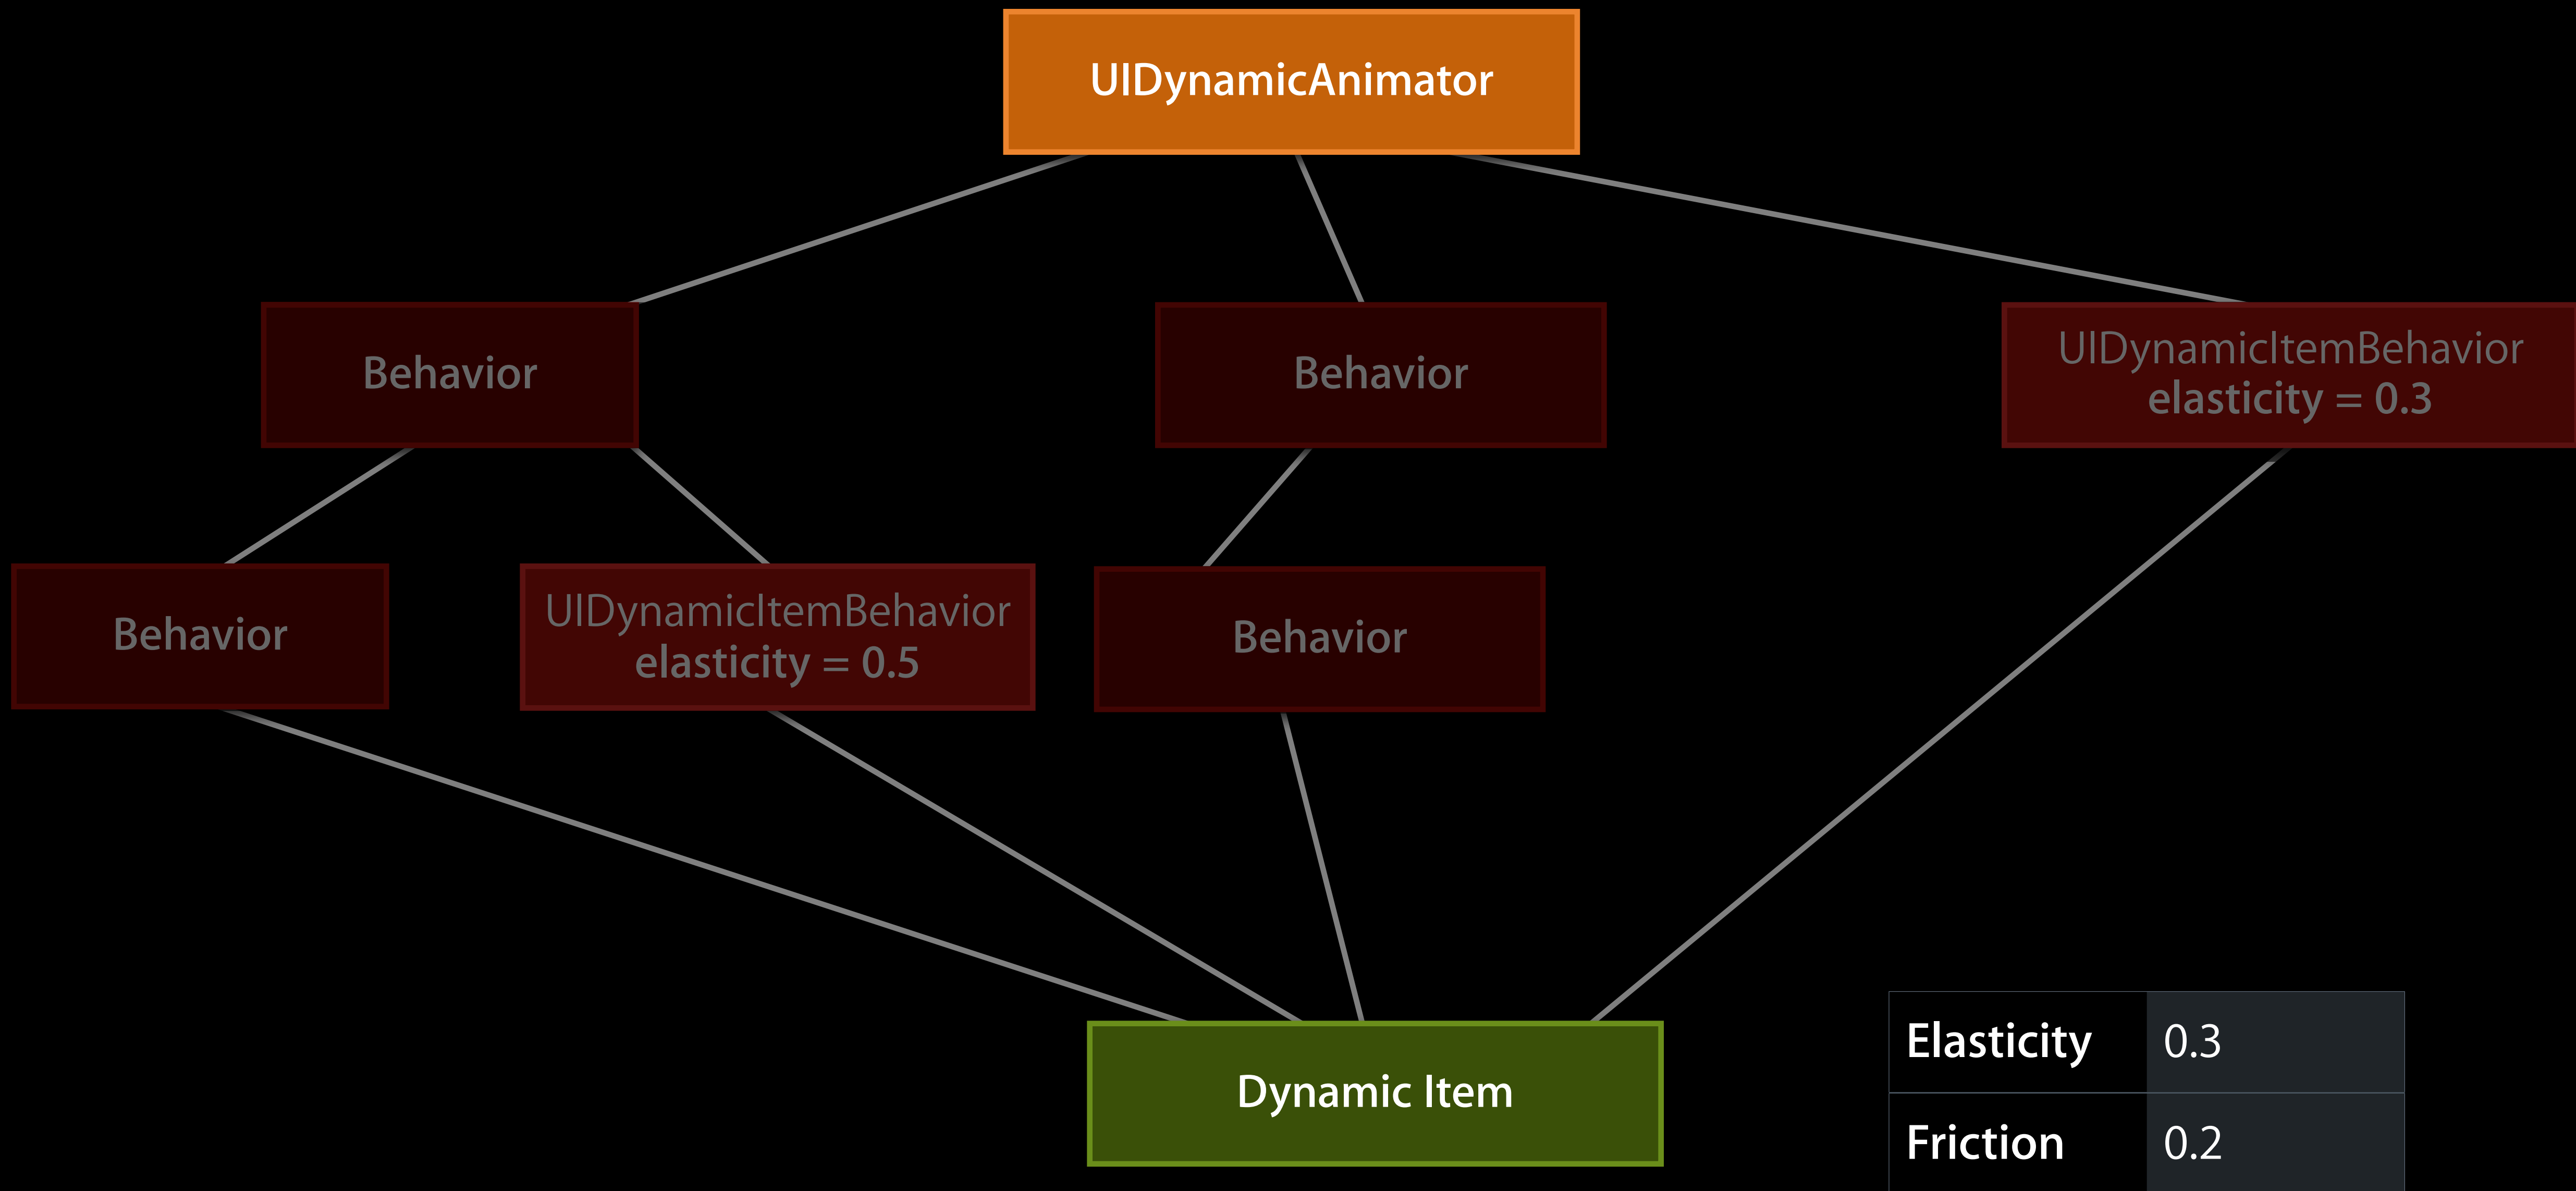 UIDynamicAnimator
Behavior
Behavior
UIDynamicItemBehavior
elasticity = 0.3
Behavior
UIDynamicItemBehavior
elasticity = 0.5
Behavior
Dynamic Item
Elasticity 0.3
Friction 0.2